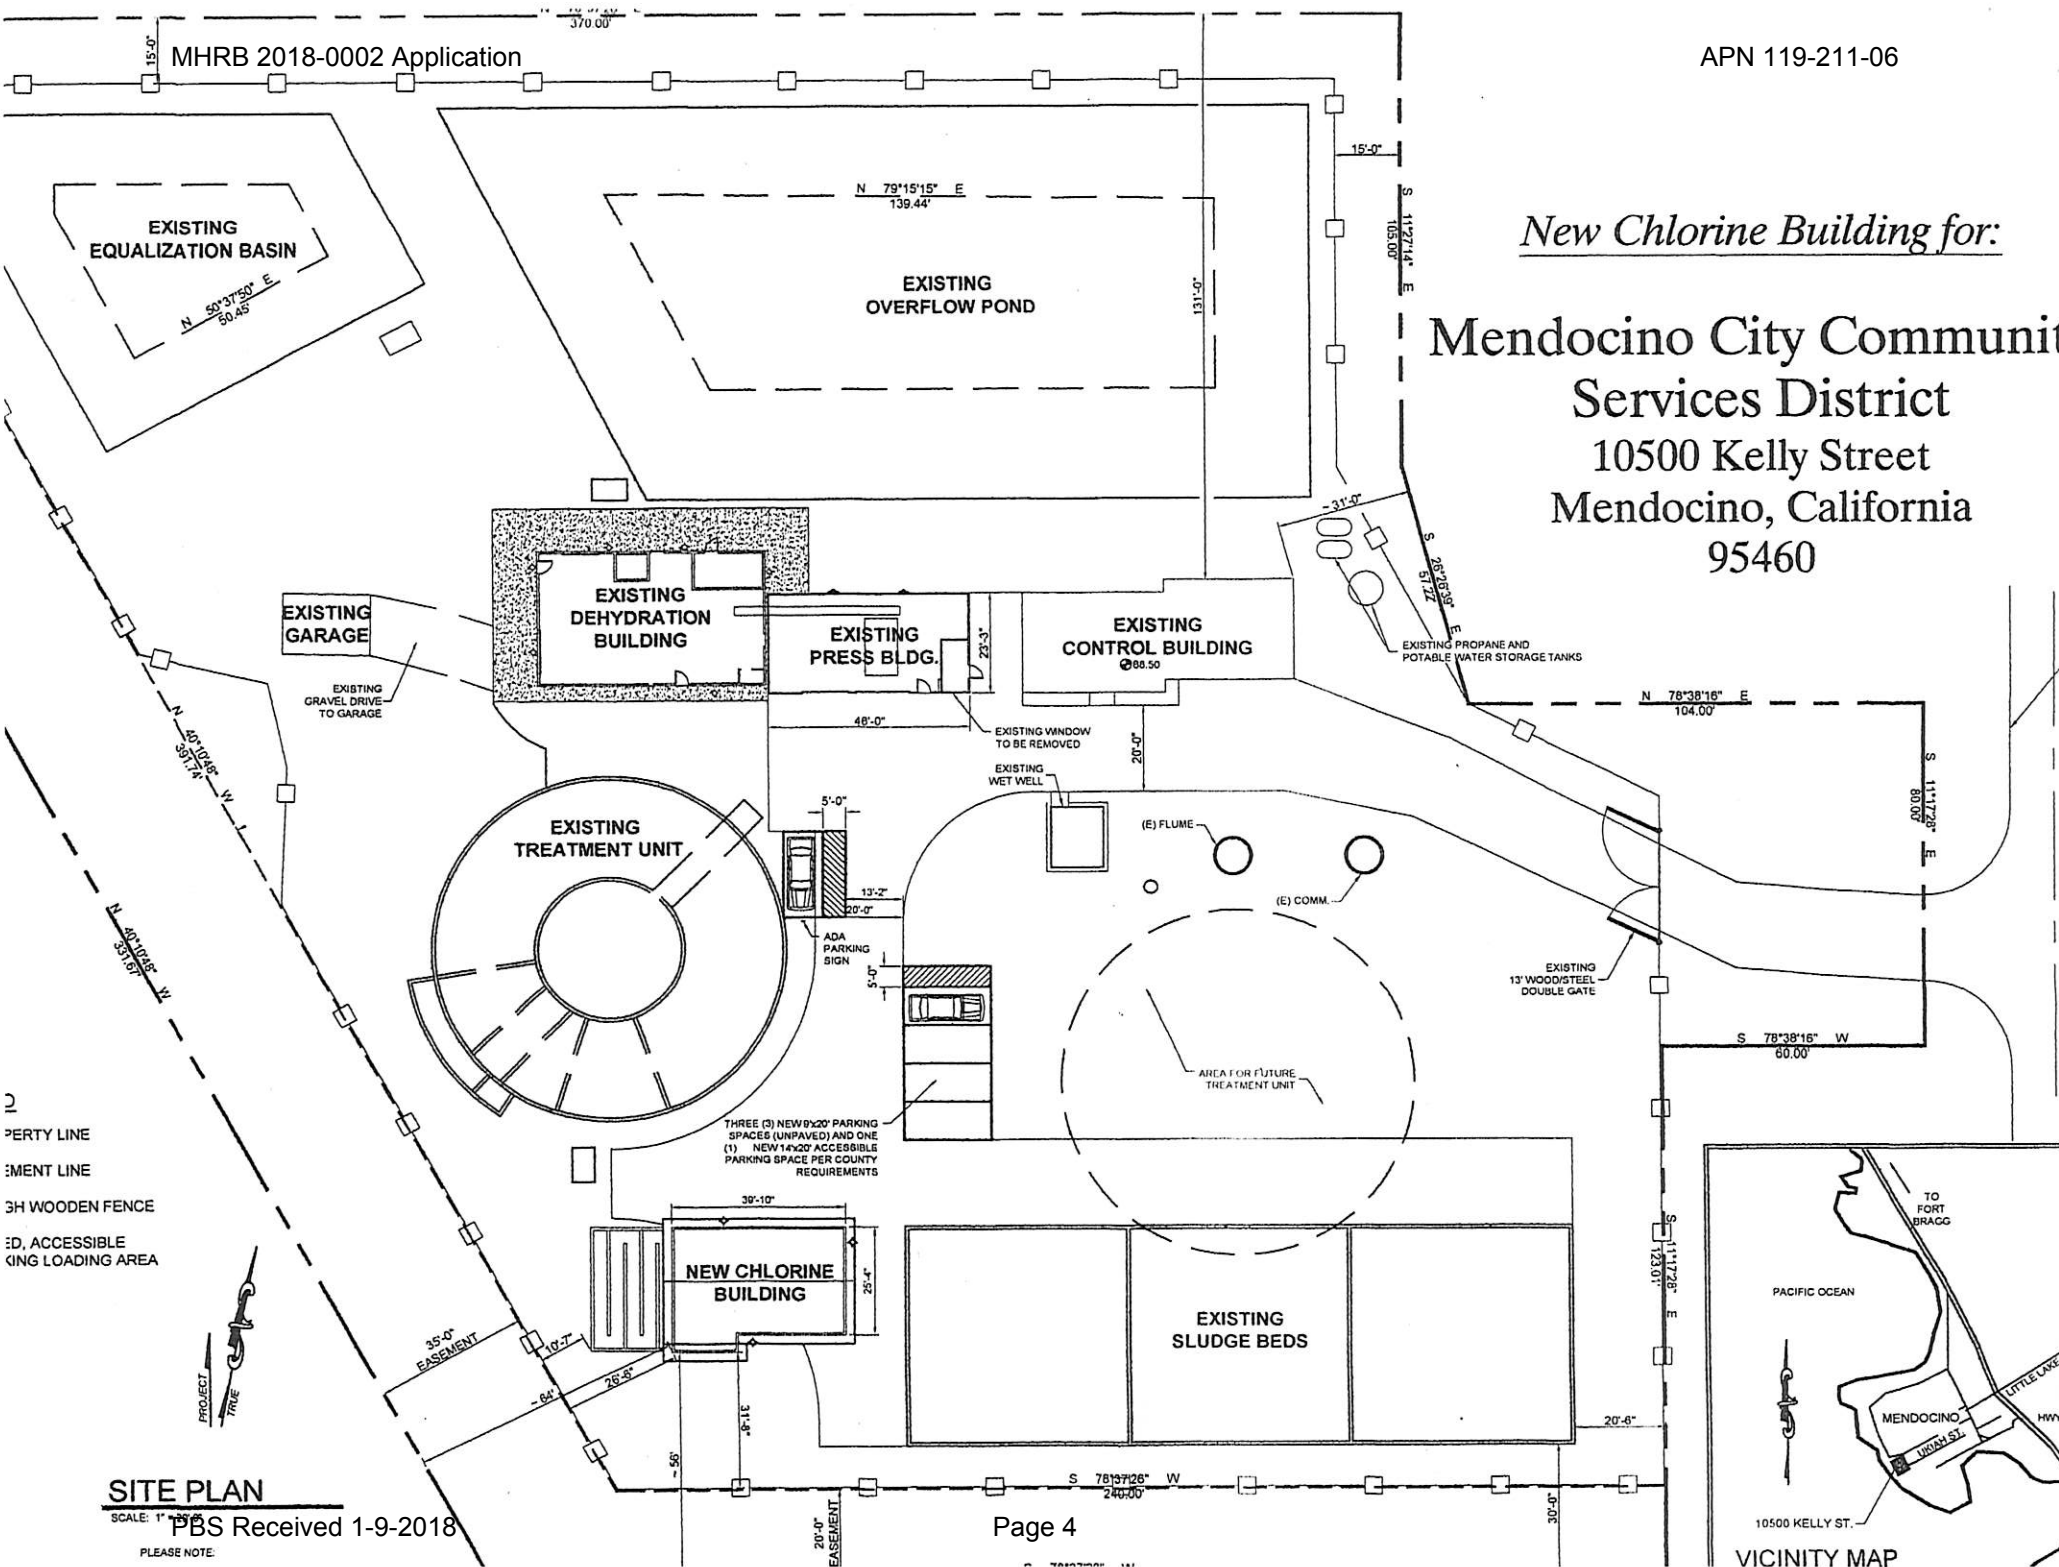 370.00'
15'-0"
MHRB 2018-0002 Application
APN 119-211-06
15'-0"
N 79°15'15" E
139.44'
S 11°27'14" E
105.00'
131'-0"
EXISTING
EQUALIZATION BASIN
N 50°37'50" E
50.45'
EXISTING
OVERFLOW POND
New Chlorine Building for:
Mendocino City Communit
Services District
10500 Kelly Street
Mendocino, California
95460
~31'-0"
S 26°26'39" E
57.22'
EXISTING
GARAGE
EXISTING
DEHYDRATION
BUILDING
EXISTING
PRESS BLDG.
23'-3"
EXISTING
CONTROL BUILDING
88.50
EXISTING PROPANE AND
POTABLE WATER STORAGE TANKS
EXISTING
GRAVEL DRIVE
TO GARAGE
46'-0"
EXISTING WINDOW
TO BE REMOVED
20'-0"
N 78°38'16" E
104.00'
S 11°17'28" E
80.00'
N 40°10'48" W
391.74'
EXISTING
WET WELL
5'-0"
EXISTING
TREATMENT UNIT
(E) FLUME
(E) COMM.
13'-2"
20'-0"
ADA
PARKING
SIGN
N 40°10'48" W
331.67'
5'-0"
EXISTING
13' WOOD/STEEL
DOUBLE GATE
S 78°38'16" W
60.00'
AREA FOR FUTURE
TREATMENT UNIT
THREE (3) NEW 9'x20' PARKING
SPACES (UNPAVED) AND ONE
(1) NEW 14'x20' ACCESSIBLE
PARKING SPACE PER COUNTY
REQUIREMENTS
D
PERTY LINE
EMENT LINE
GH WOODEN FENCE
ED, ACCESSIBLE
KING LOADING AREA
39'-10"
NEW CHLORINE
BUILDING
25'-4"
EXISTING
SLUDGE BEDS
S 11°17'28" E
123.01'
TO
FORT
BRAGG
PACIFIC OCEAN
LITTLE LAKE
MENDOCINO
HWY
UKIAH ST.
10500 KELLY ST.
VICINITY MAP
PROJECT
TRUE
35'-0"
EASEMENT
10'-7"
26'-6"
~64'
31'-8"
~56'
20'-6"
S 78°37'26" W
240.00'
20'-0"
EASEMENT
30'-0"
SITE PLAN
SCALE: 1" =
PBS Received 1-9-2018
Page 4
PLEASE NOTE: